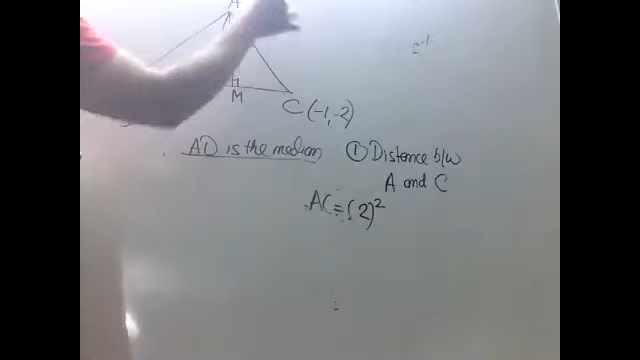 A
M
C (-1,-2)
AD is the median
① Distance b/w
A and C
AC = ( 2)²